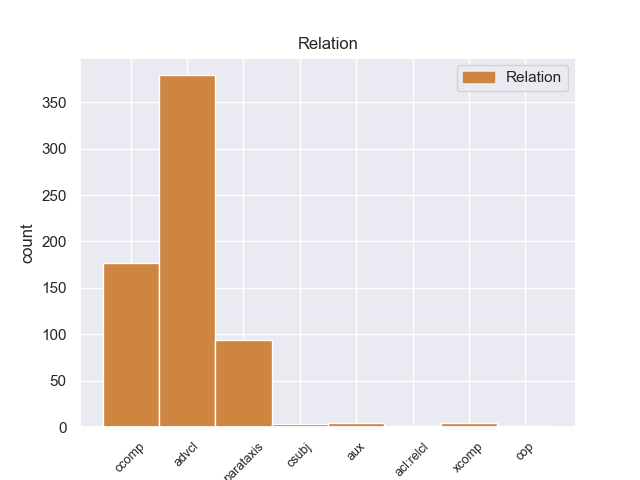 Relation
Relation
350
300
250
200
150
100
50
0
count
ccomp
advcl
parataxis
csubj
aux
acl:relcl
xcomp
cop